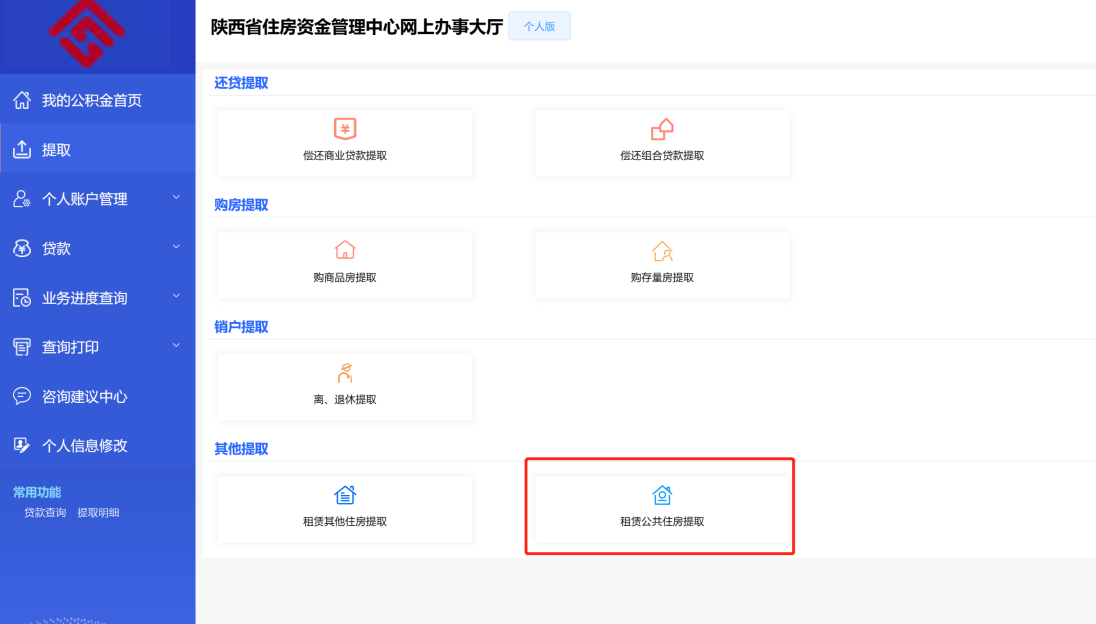 陕西省住房资金管理中心网上办事大厅 个人版
我的公积金首页
提取
个人账户管理
贷款
业务进度查询
查询打印
咨询建议中心
个人信息修改
常用功能
贷款查询 提取明细
还贷提取
偿还商业贷款提取 偿还组合贷款提取
购房提取
购商品房提取 购存量房提取
销户提取
离、退休提取
其他提取
租赁其他住房提取 租赁公共住房提取